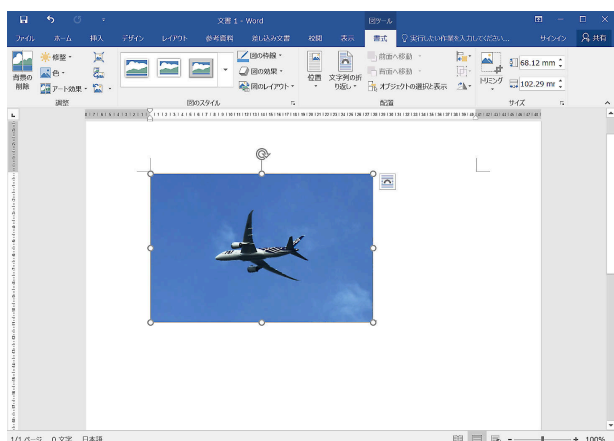 文書 1 - Word
図ツール
ファイル ホーム 挿入 デザイン レイアウト 参考資料 差し込み文書 校閲 表示 書式 実行したい作業を入力してください... サインイン 共有
背景の
削除
修整
色
アート効果
調整
図のスタイル
図の枠線
図の効果
図のレイアウト
位置
文字列の折
り返し
前面へ移動
背面へ移動
オブジェクトの選択と表示
配置
トリミング
68.12 mm
102.29 mr
サイズ
1/1 ページ 0 文字 日本語
100%